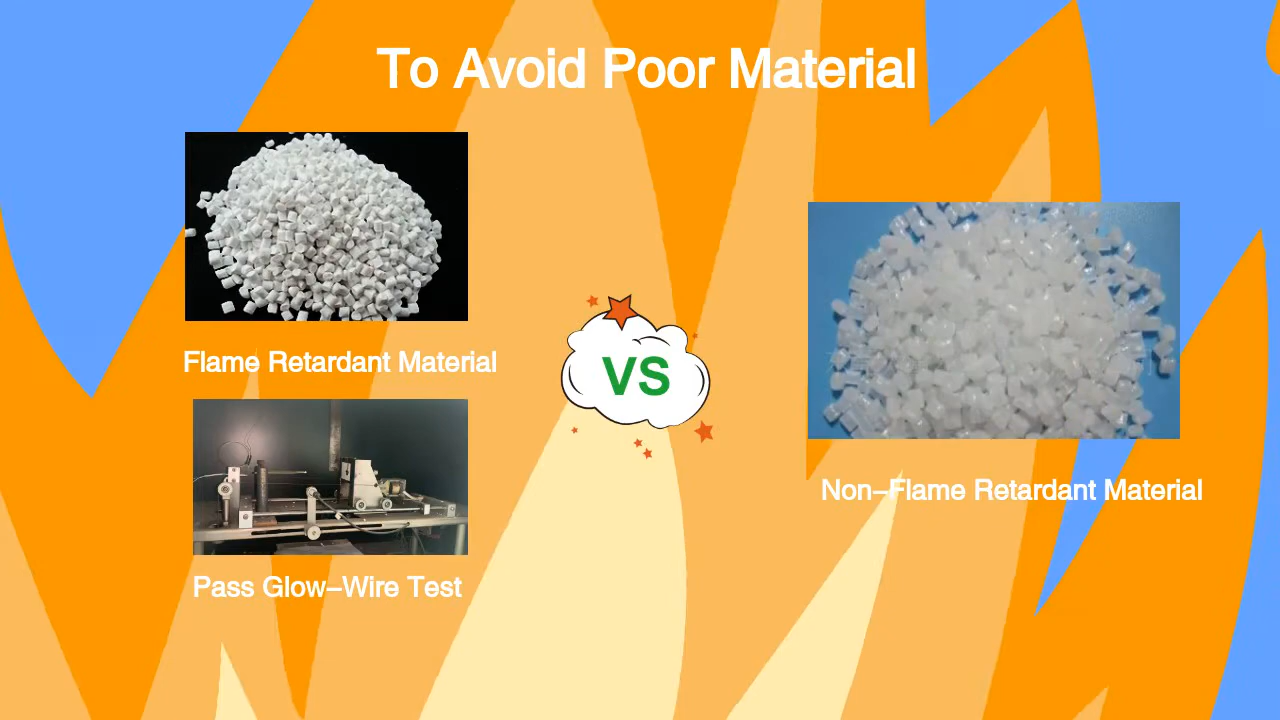 To Avoid Poor Material
Flame Retardant Material
VS
Non-Flame Retardant Material
Pass Glow-Wire Test